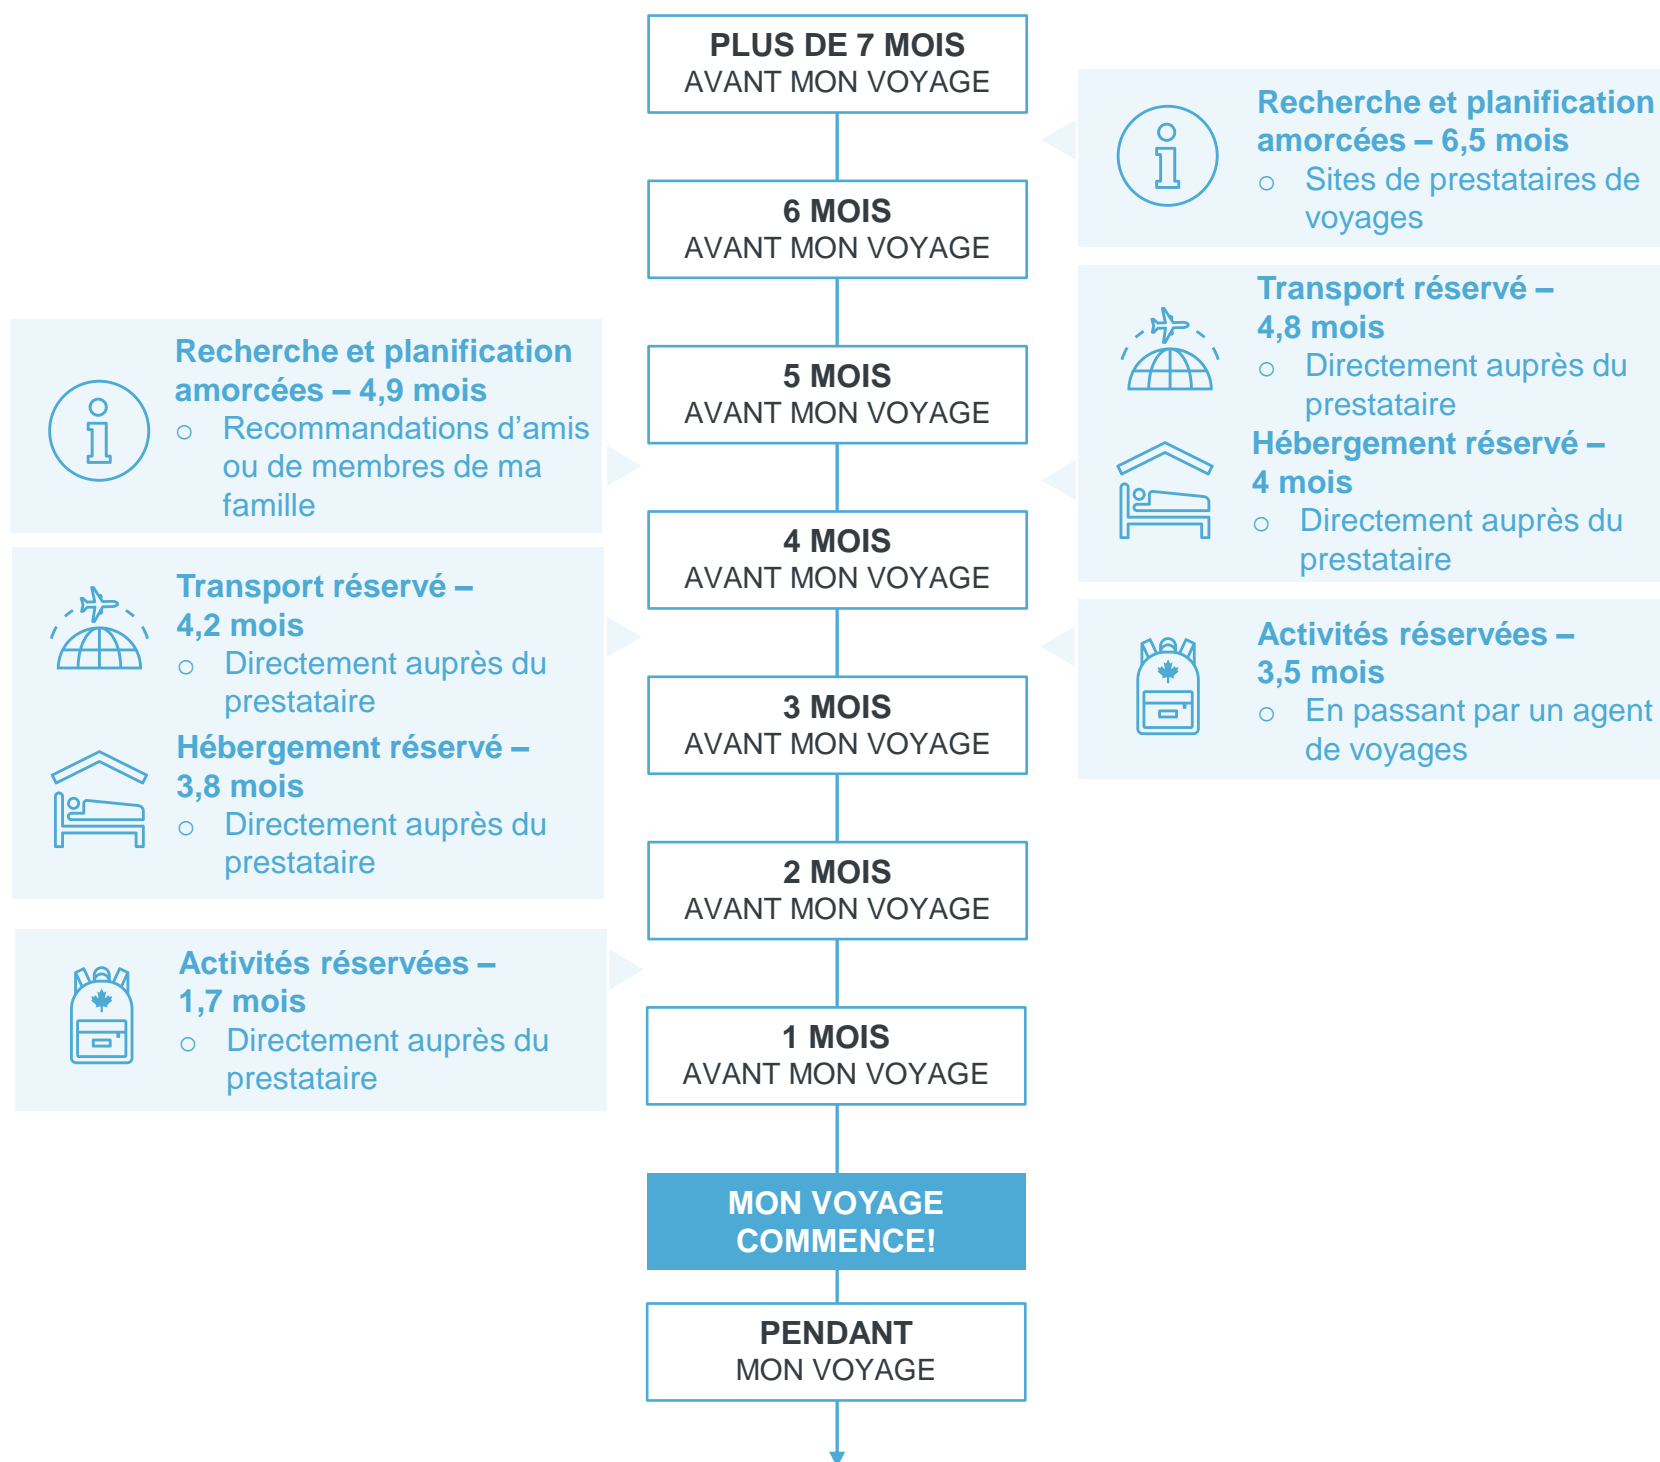 PLUS DE 7 MOIS
AVANT MON VOYAGE
6 MOIS
AVANT MON VOYAGE
5 MOIS
AVANT MON VOYAGE
4 MOIS
AVANT MON VOYAGE
3 MOIS
AVANT MON VOYAGE
2 MOIS
AVANT MON VOYAGE
1 MOIS
AVANT MON VOYAGE
MON VOYAGE
COMMENCE!
PENDANT
MON VOYAGE
Recherche et planification
amorcées – 4,9 mois
o Recommandations d’amis
ou de membres de ma
famille
Transport réservé –
4,2 mois
o Directement auprès du
prestataire
Hébergement réservé –
3,8 mois
o Directement auprès du
prestataire
Activités réservées –
1,7 mois
o Directement auprès du
prestataire
Recherche et planification
amorcées – 6,5 mois
o Sites de prestataires de
voyages
Transport réservé –
4,8 mois
o Directement auprès du
prestataire
Hébergement réservé –
4 mois
o Directement auprès du
prestataire
Activités réservées –
3,5 mois
o En passant par un agent
de voyages